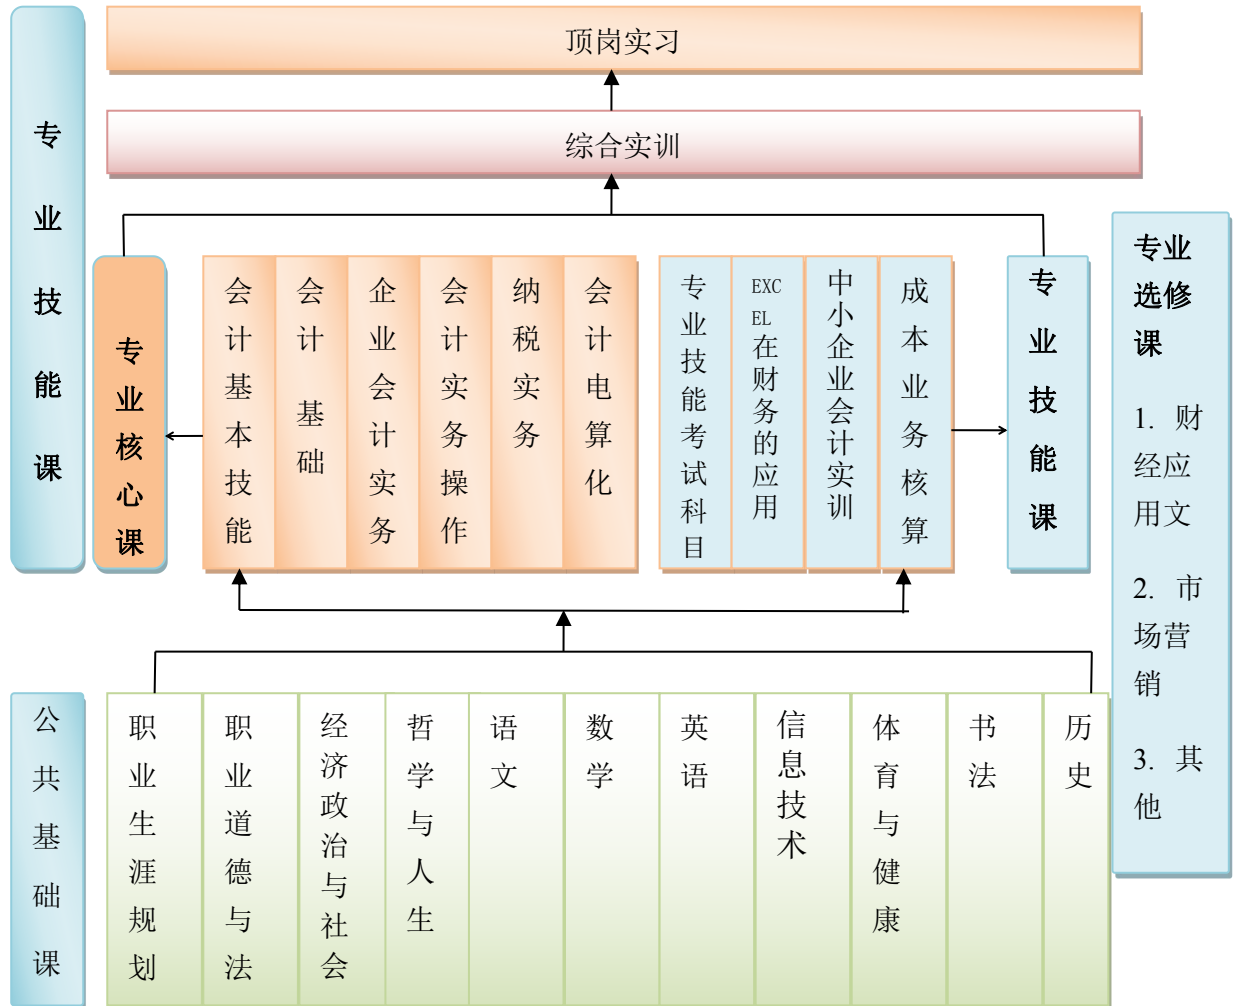 顶岗实习
综合实训
专业技能课
专业核心课
会计基本技能
会计 基础
企业会计实务
会计实务操作
纳税实务
会计电算化
专业技能考试科目
EXC
EL在财务的应用
中小企业会计实训
成本业务核算
专业技能课
专业
选修
课
1. 财
经应
用文
2. 市
场营
销
3. 其
他
公共基础课
职业生涯规划
职业道德与法
经济政治与社会
哲学与人生
语文
数学
英语
信息技术
体育与健康
书法
历史